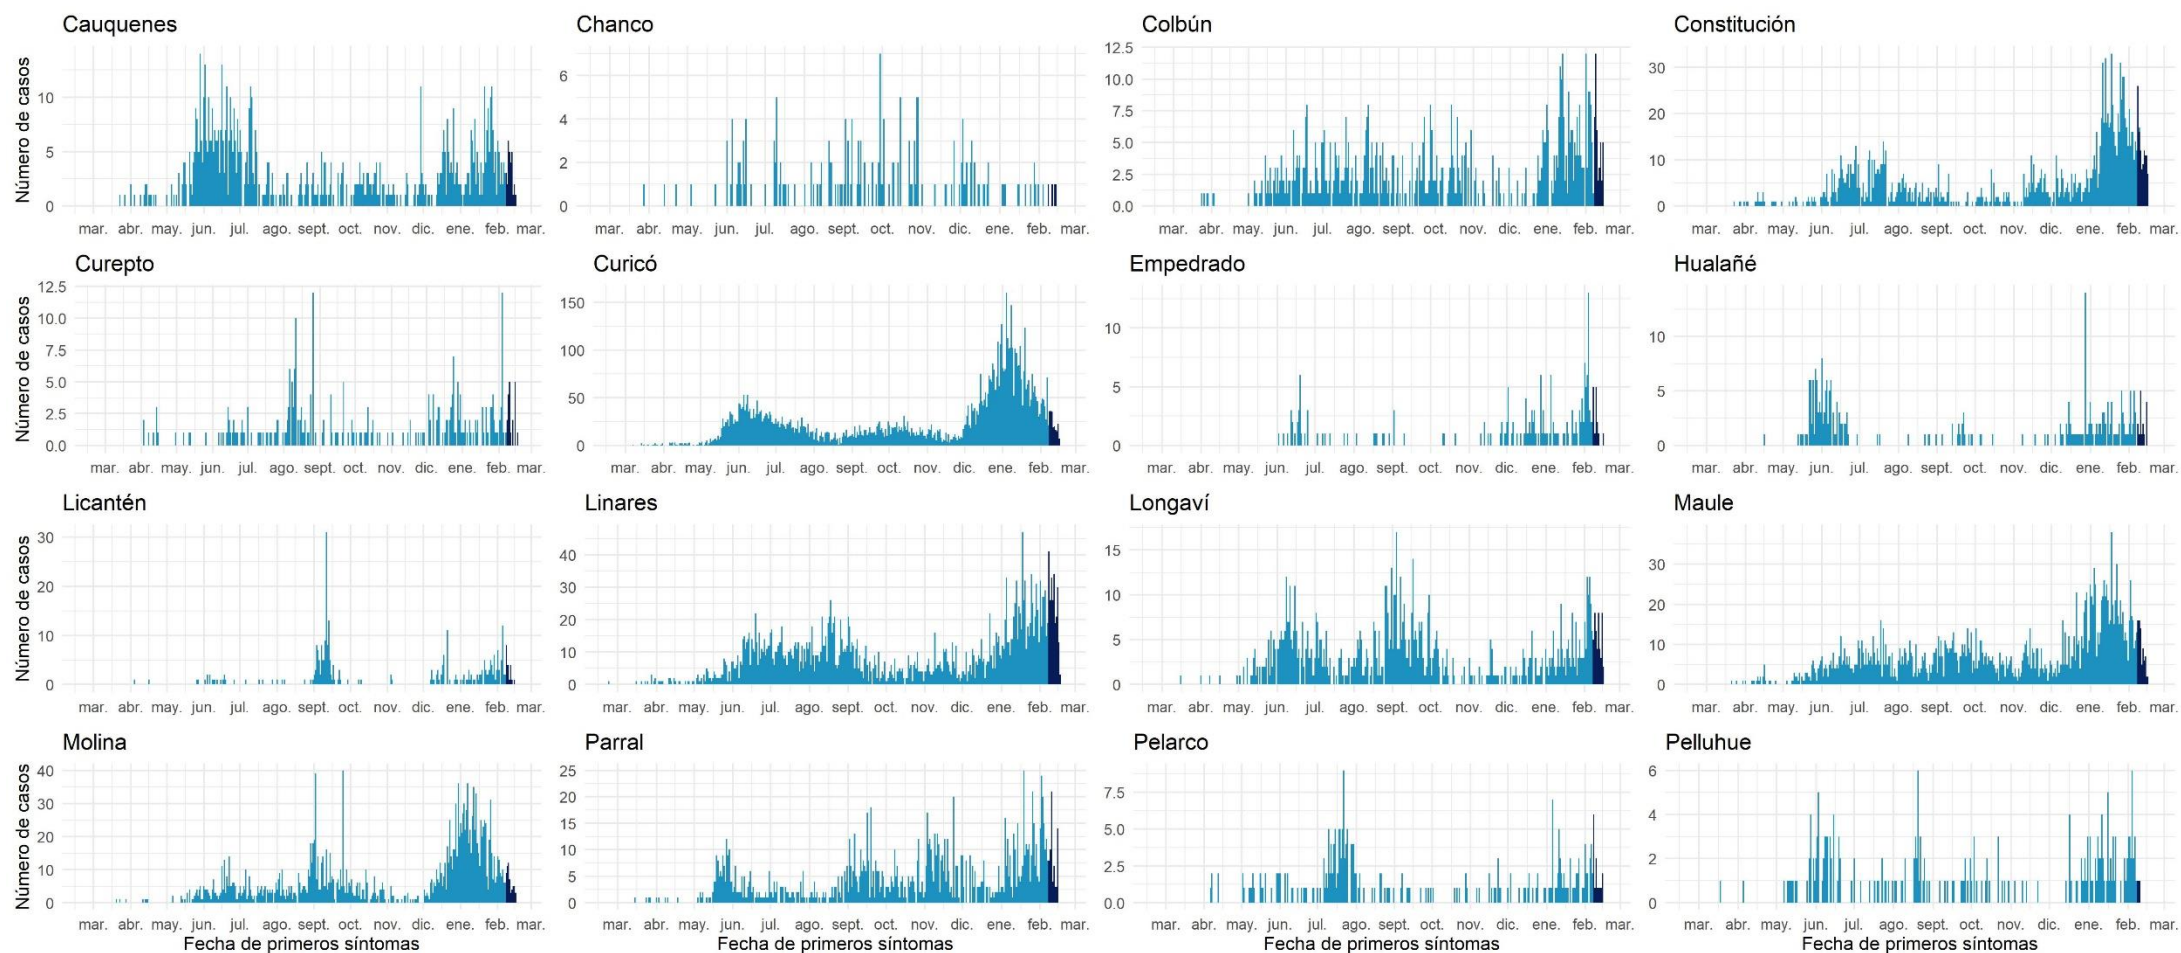 Cauquenes
Chanco
Colbún
Constitución
Número de casos
10
5
0
6
4
2
0
12.5
10.0
7.5
5.0
2.5
0.0
30
20
10
0
mar. abr. may. jun. jul. ago. sept. oct. nov. dic. ene. feb. mar.
mar. abr. may. jun. jul. ago. sept. oct. nov. dic. ene. feb. mar.
mar. abr. may. jun. jul. ago. sept. oct. nov. dic. ene. feb. mar.
mar. abr. may. jun. jul. ago. sept. oct. nov. dic. ene. feb. mar.
Curepto
Curicó
Empedrado
Hualañé
Número de casos
12.5
10.0
7.5
5.0
2.5
0.0
150
100
50
0
10
5
0
10
5
0
mar. abr. may. jun. jul. ago. sept. oct. nov. dic. ene. feb. mar.
mar. abr. may. jun. jul. ago. sept. oct. nov. dic. ene. feb. mar.
mar. abr. may. jun. jul. ago. sept. oct. nov. dic. ene. feb. mar.
mar. abr. may. jun. jul. ago. sept. oct. nov. dic. ene. feb. mar.
Licantén
Linares
Longaví
Maule
Número de casos
30
20
10
0
40
30
20
10
0
15
10
5
0
30
20
10
0
mar. abr. may. jun. jul. ago. sept. oct. nov. dic. ene. feb. mar.
mar. abr. may. jun. jul. ago. sept. oct. nov. dic. ene. feb. mar.
mar. abr. may. jun. jul. ago. sept. oct. nov. dic. ene. feb. mar.
mar. abr. may. jun. jul. ago. sept. oct. nov. dic. ene. feb. mar.
Molina
Parral
Pelarco
Pelluhue
Número de casos
40
30
20
10
0
25
20
15
10
5
0
7.5
5.0
2.5
0.0
6
4
2
0
mar. abr. may. jun. jul. ago. sept. oct. nov. dic. ene. feb. mar.
mar. abr. may. jun. jul. ago. sept. oct. nov. dic. ene. feb. mar.
mar. abr. may. jun. jul. ago. sept. oct. nov. dic. ene. feb. mar.
mar. abr. may. jun. jul. ago. sept. oct. nov. dic. ene. feb. mar.
Fecha de primeros síntomas
Fecha de primeros síntomas
Fecha de primeros síntomas
Fecha de primeros síntomas